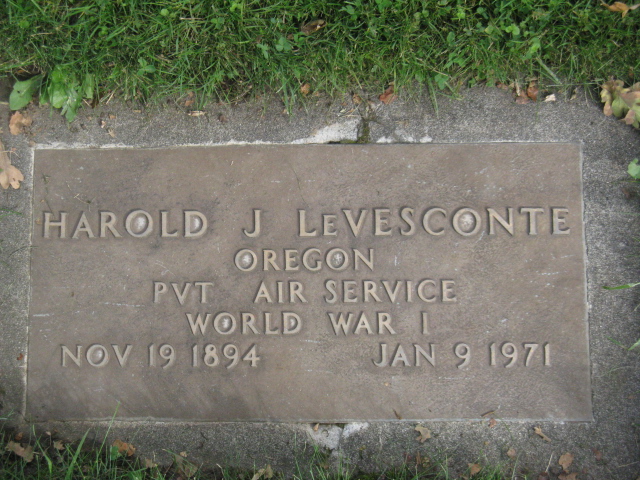 HAROLD J LeVESCONTE
OREGON
PVT AIR SERVICE
WORLD WAR I
NOV 19 1894 JAN 9 1971